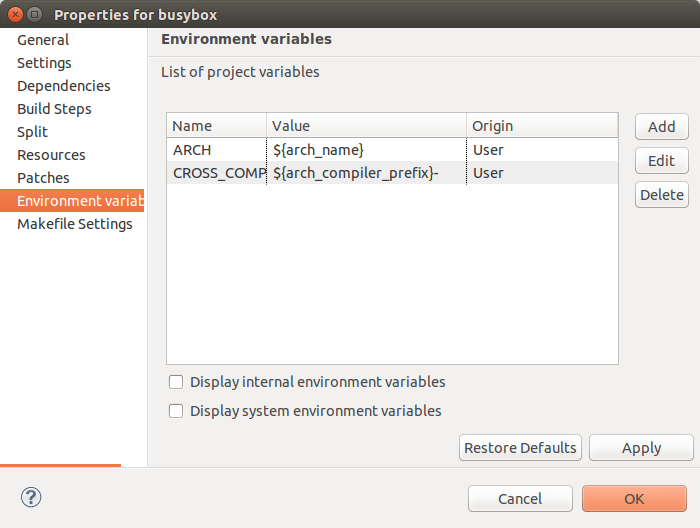 Properties for busybox
General
Settings
Dependencies
Build Steps
Split
Resources
Patches
Environment variab
Makefile Settings
Environment variables
List of project variables
Name Value Origin
ARCH ${arch_name} User
CROSS_COMP ${arch_compiler_prefix}- User
Add
Edit
Delete
Display internal environment variables
Display system environment variables
Restore Defaults Apply
? Cancel OK